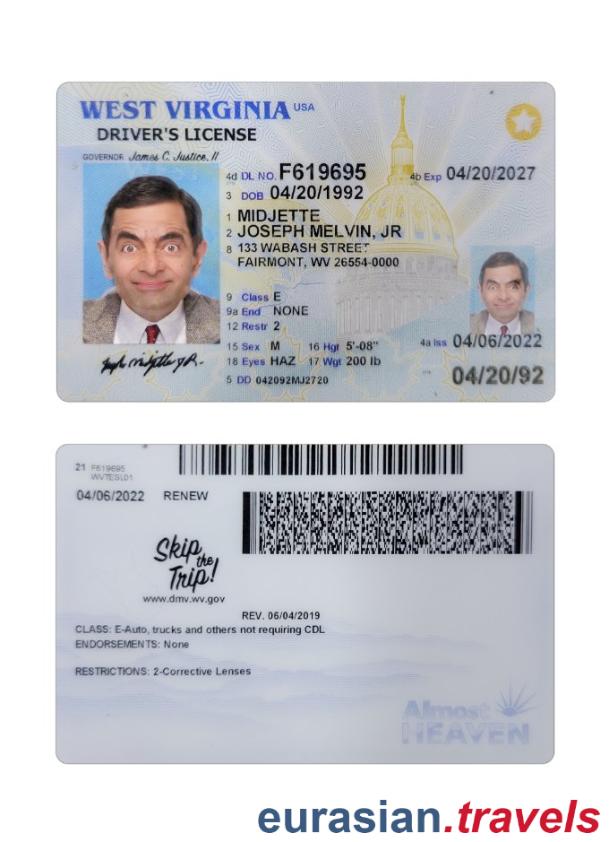 WEST VIRGINIA USA
DRIVER'S LICENSE
GOVERNOR James C. Justice, II
4d DL NO. F619695 4b Exp 04/20/2027
3 DOB 04/20/1992
1 MIDJETTE
2 JOSEPH MELVIN, JR
8 133 WABASH STREET
FAIRMONT, WV 26554-0000
9 Class E
9a End NONE
12 Restr 2
15 Sex M 16 Hgt 5'-08" 4a Iss 04/06/2022
18 Eyes HAZ 17 Wgt 200 lb
5 DD 042092MJ2720
04/20/92
21 F619695
WVTESL01
04/06/2022 RENEW
Skip
the
Trip!
www.dmv.wv.gov
REV. 06/04/2019
CLASS: E-Auto, trucks and others not requiring CDL
ENDORSEMENTS: None
RESTRICTIONS: 2-Corrective Lenses
Almost
HEAVEN
eurasian.travels